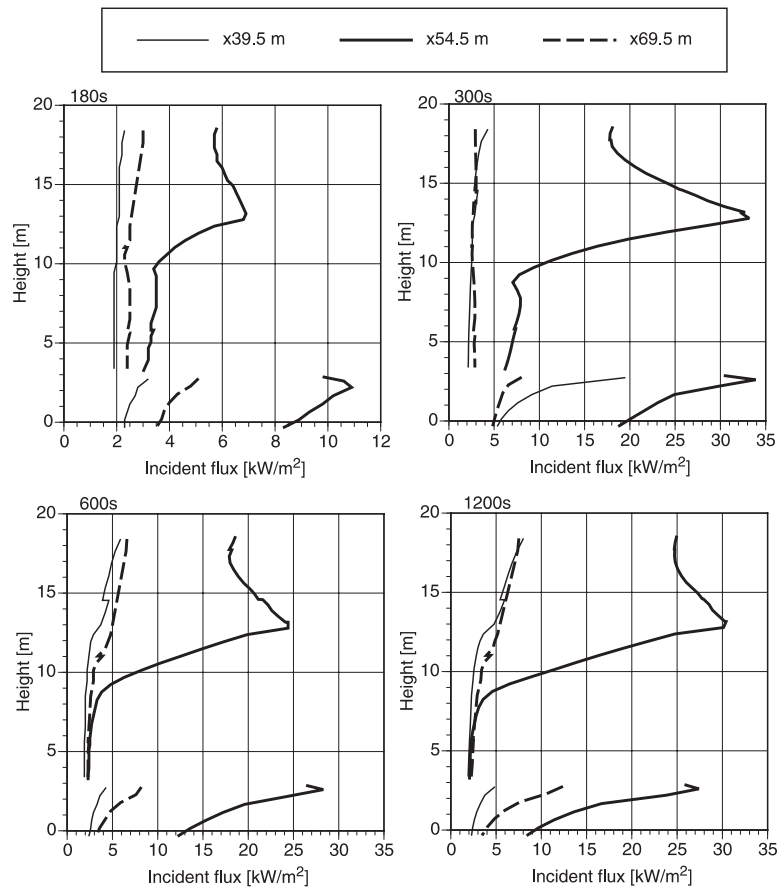 x39.5 m x54.5 m x69.5 m
180s
20
15
10
5
0
Height [m]
0 2 4 6 8 10 12
Incident flux [kW/m²]
300s
20
15
10
5
0
Height [m]
0 5 10 15 20 25 30 35
Incident flux [kW/m²]
600s
20
15
10
5
0
Height [m]
0 5 10 15 20 25 30 35
Incident flux [kW/m²]
1200s
20
15
10
5
0
Height [m]
0 5 10 15 20 25 30 35
Incident flux [kW/m²]